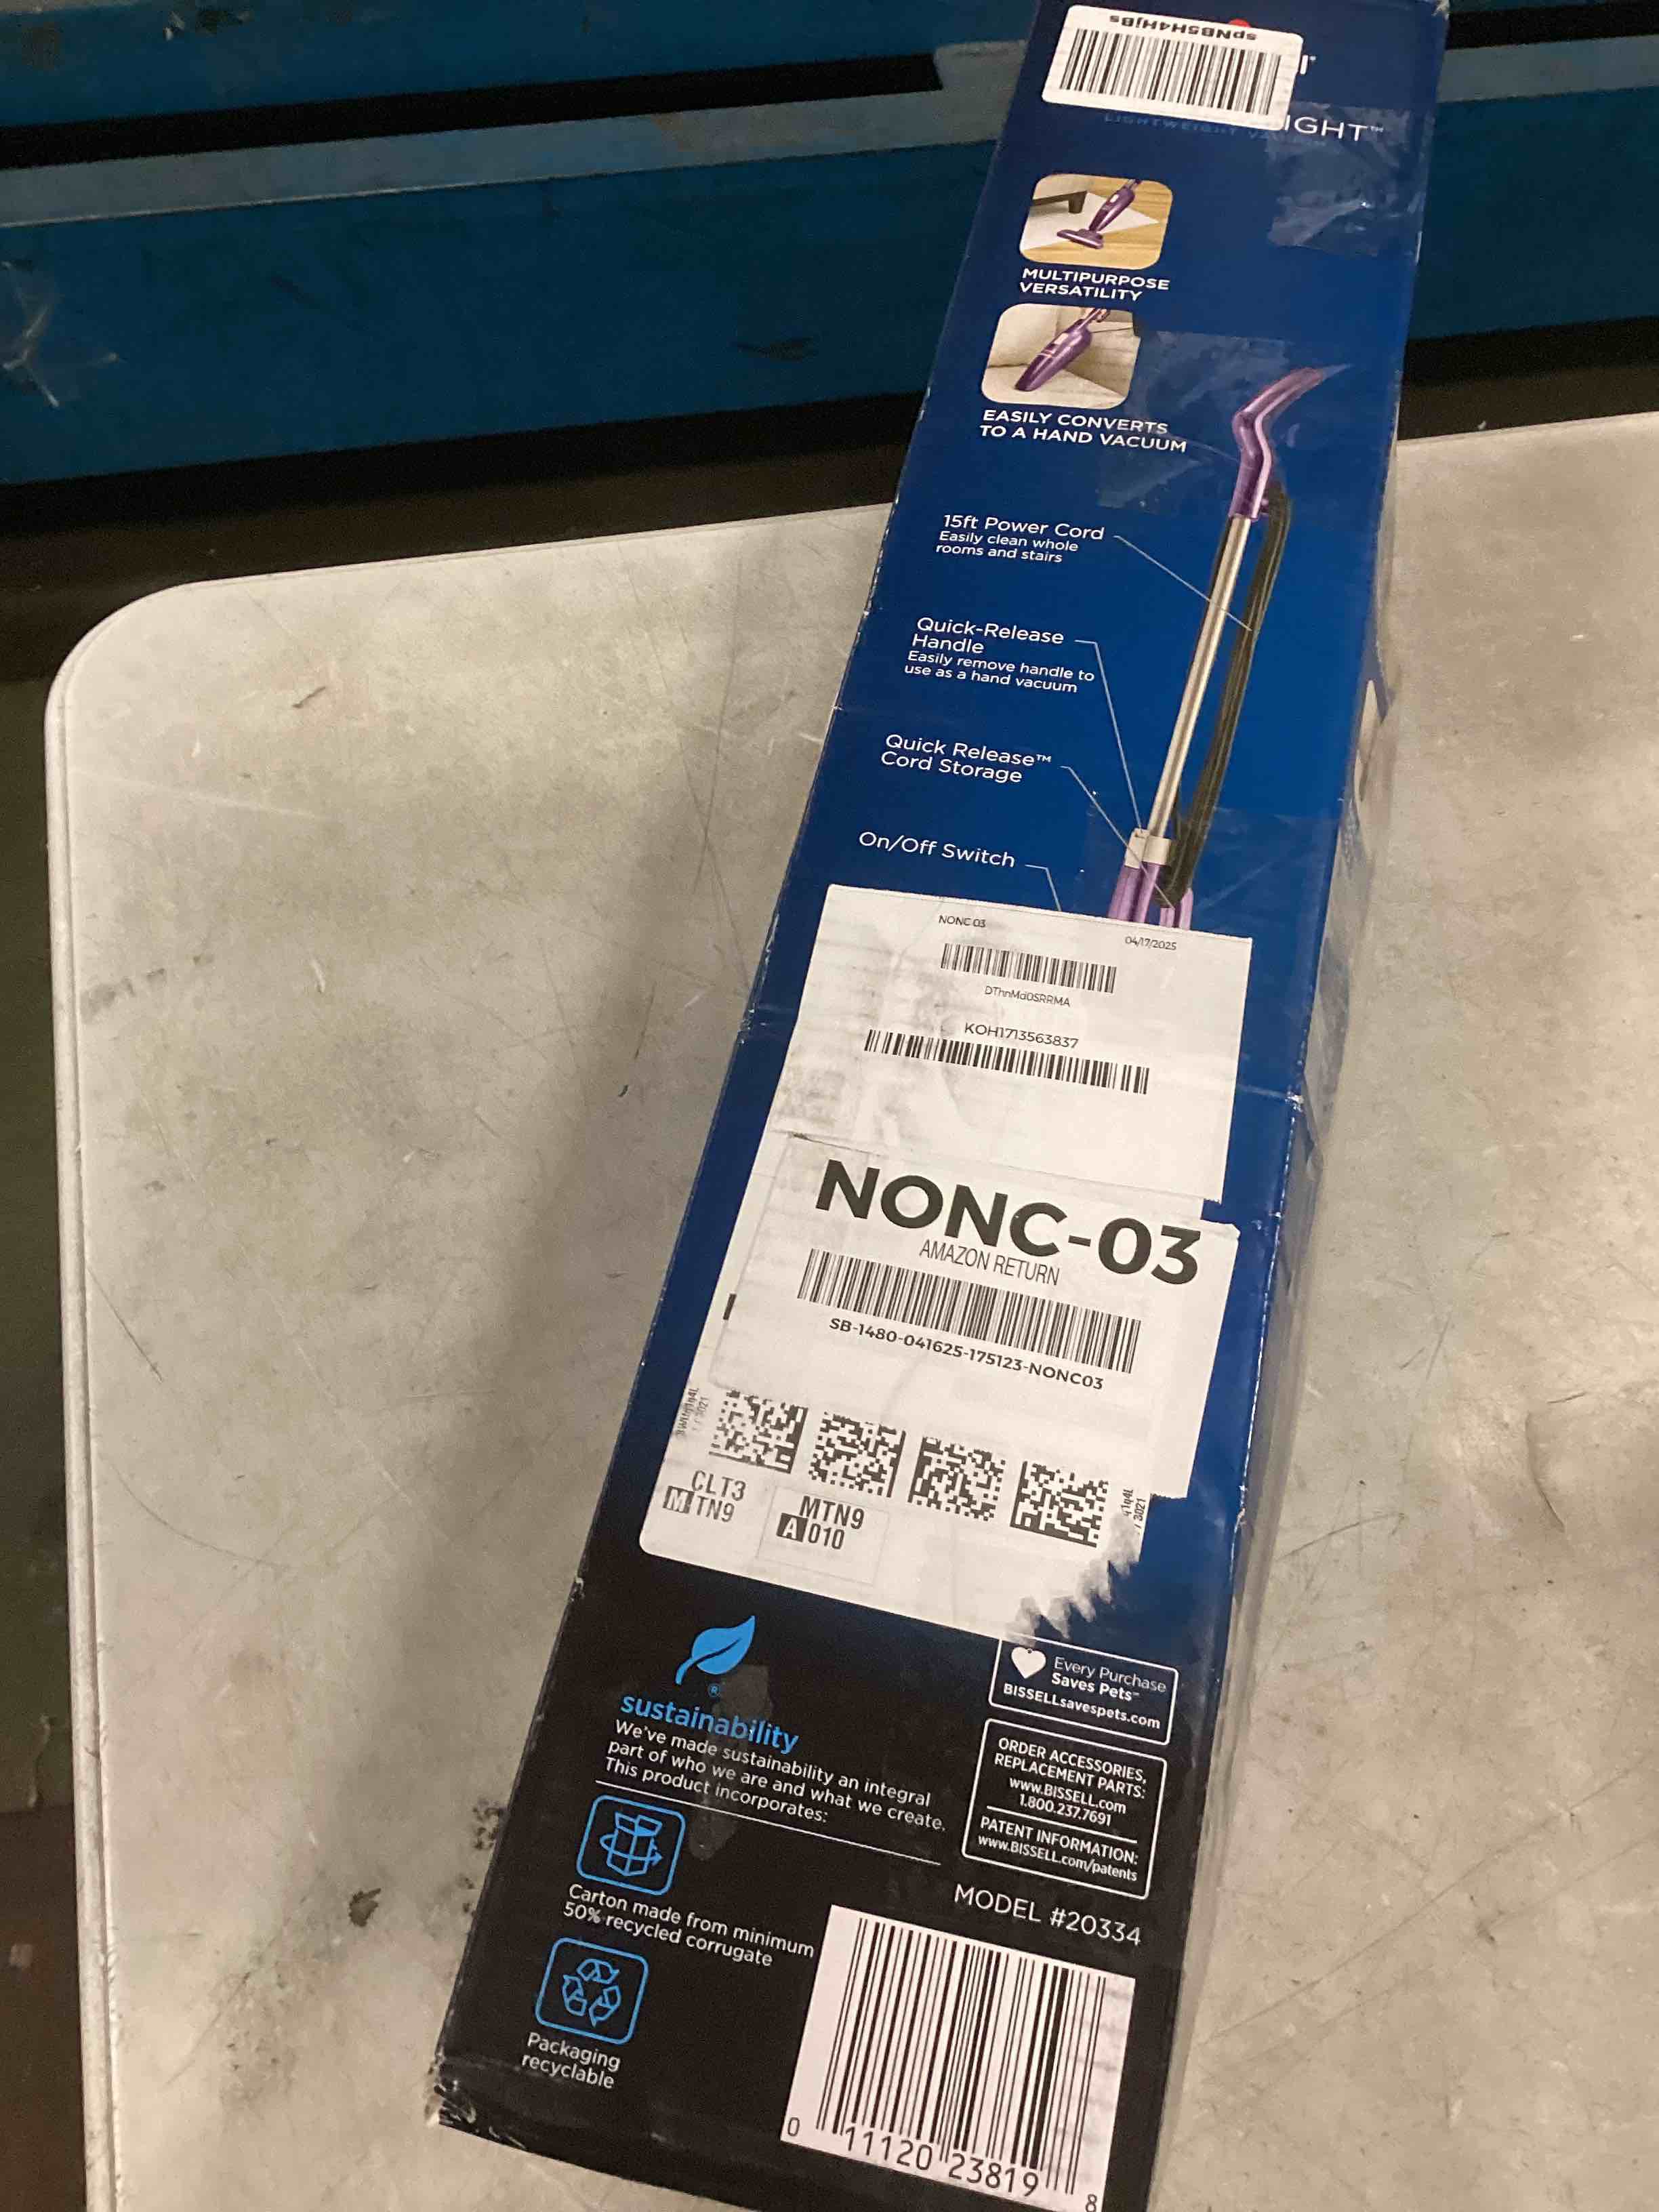 spNB5H4HjBs
IGHT™
LIGHTWEIGHT
MULTIPURPOSE
VERSATILITY
EASILY CONVERTS
TO A HAND VACUUM
15ft Power Cord
Easily clean whole
rooms and stairs
Quick-Release
Handle
Easily remove handle to
use as a hand vacuum
Quick Release™
Cord Storage
On/Off Switch
NONC 03
04/17/2025
DThnMd0SRRMA
KOH1713563837
NONC-03
AMAZON RETURN
SB-1480-041625-175123-NONC03
CLT3
M TN9
MTN9
A 010
sustainability®
We've made sustainability an integral
part of who we are and what we create.
This product incorporates:
Carton made from minimum
50% recycled corrugate
Packaging
recyclable
Every Purchase
Saves Pets™
BISSELLsavespets.com
ORDER ACCESSORIES,
REPLACEMENT PARTS:
www.BISSELL.com
1.800.237.7691
PATENT INFORMATION:
www.BISSELL.com/patents
MODEL #20334
0 11120 23819 8